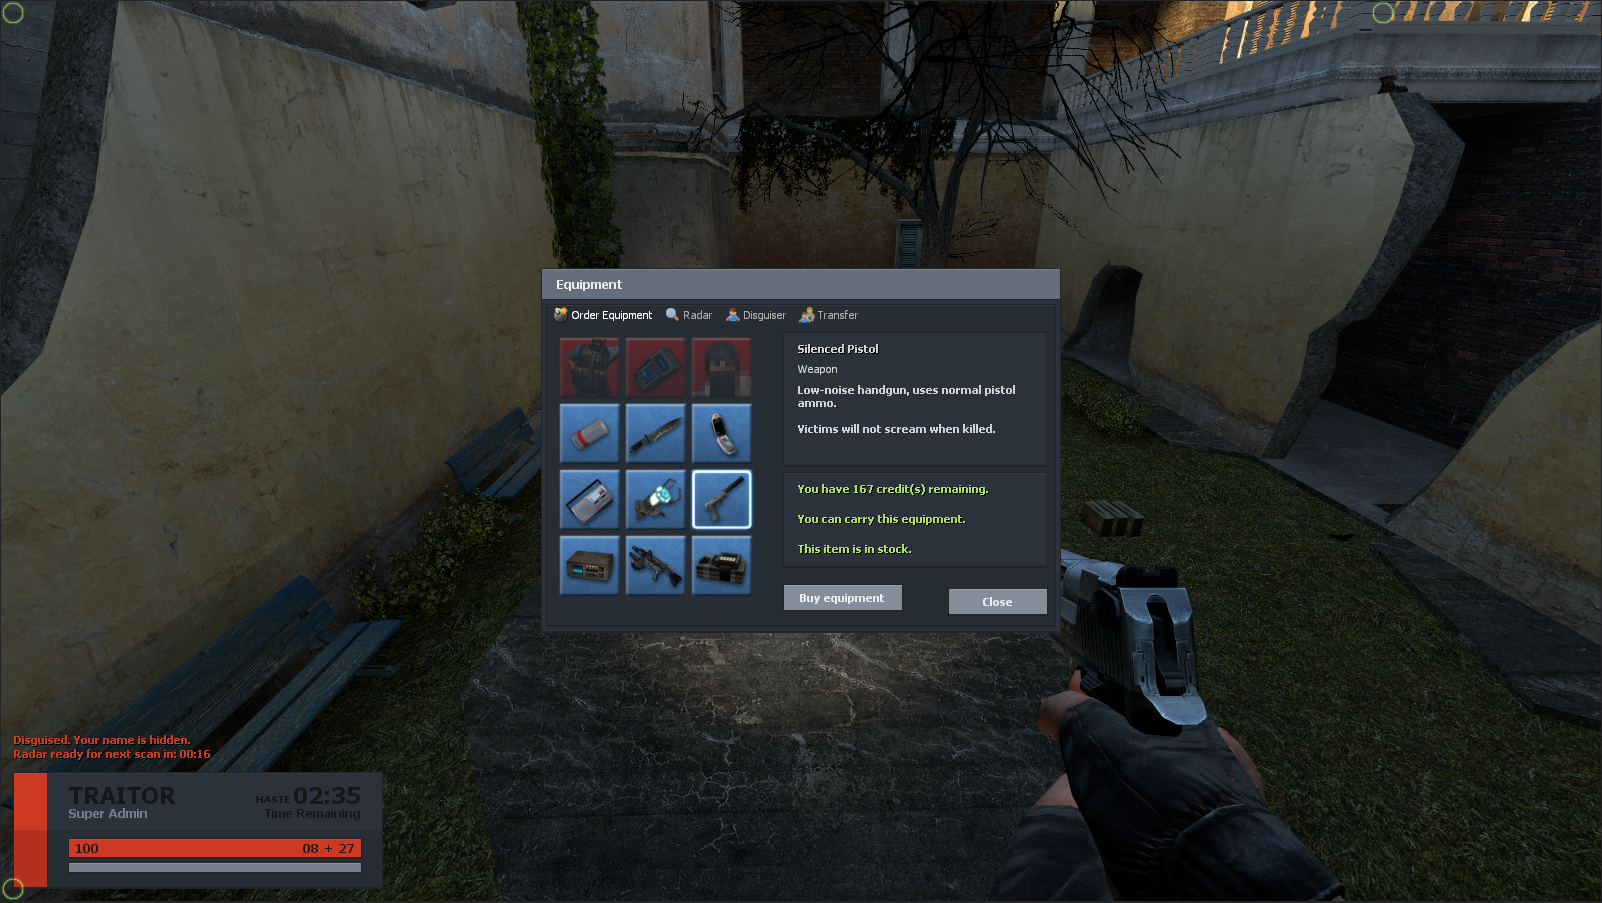 Equipment
Order Equipment Radar Disguiser Transfer
Silenced Pistol
Weapon
Low-noise handgun, uses normal pistol
ammo.
Victims will not scream when killed.
You have 167 credit(s) remaining.
You can carry this equipment.
This item is in stock.
Buy equipment
Close
Disguised. Your name is hidden.
Radar ready for next scan in: 00:16
TRAITOR HASTE 02:35
Super Admin Time Remaining
100 08 + 27